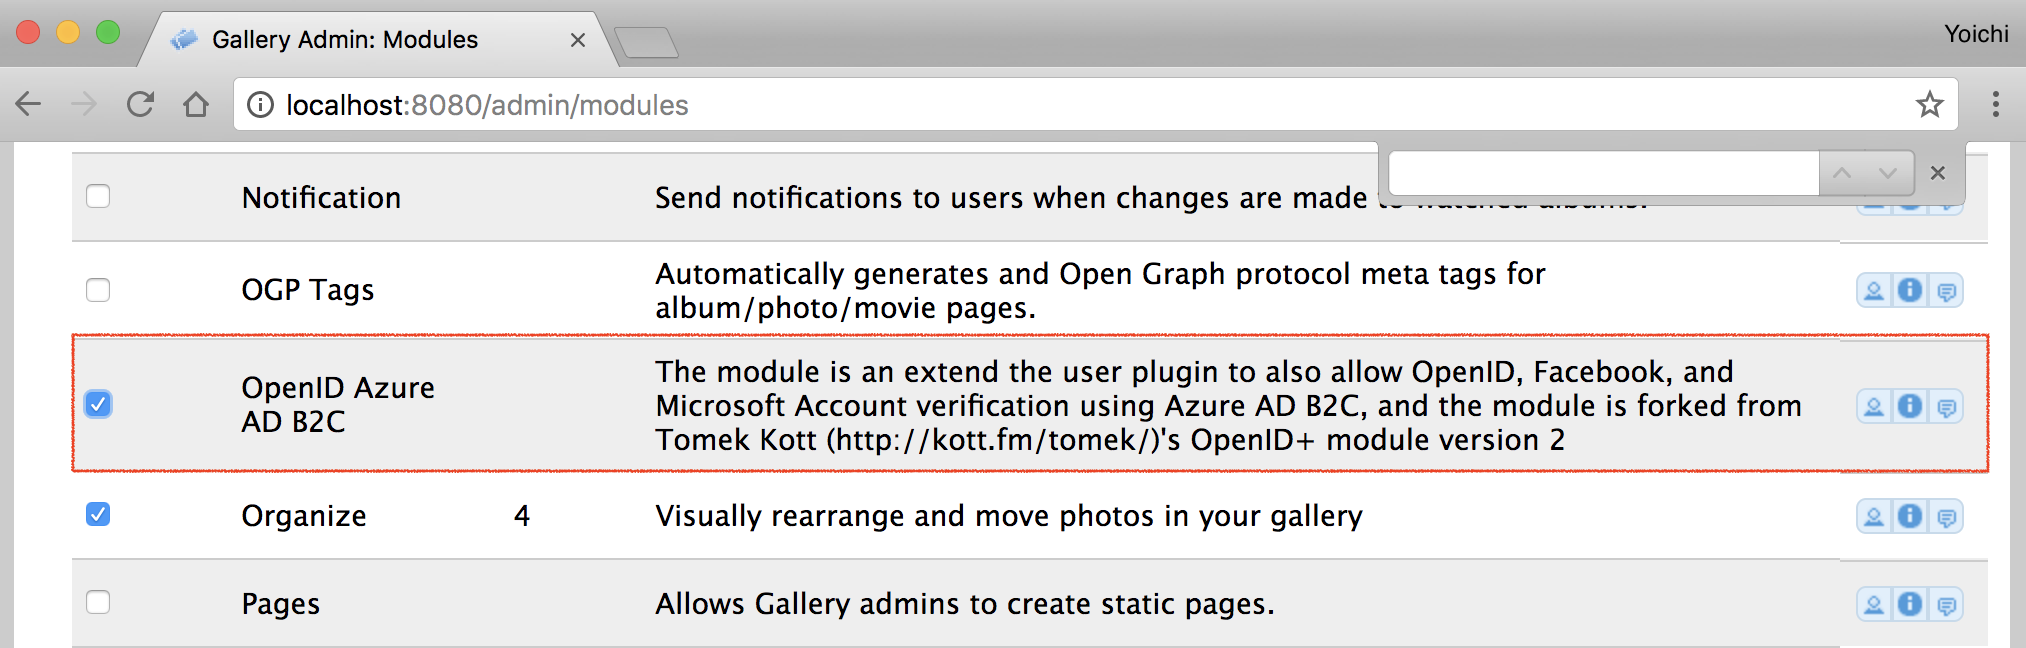 Gallery Admin: Modules
Yoichi
localhost:8080/admin/modules
Notification
Send notifications to users when changes are made to watched albums.
OGP Tags
Automatically generates and Open Graph protocol meta tags for
album/photo/movie pages.
OpenID Azure
AD B2C
The module is an extend the user plugin to also allow OpenID, Facebook, and
Microsoft Account verification using Azure AD B2C, and the module is forked from
Tomek Kott (http://kott.fm/tomek/)'s OpenID+ module version 2
Organize 4 Visually rearrange and move photos in your gallery
Pages Allows Gallery admins to create static pages.